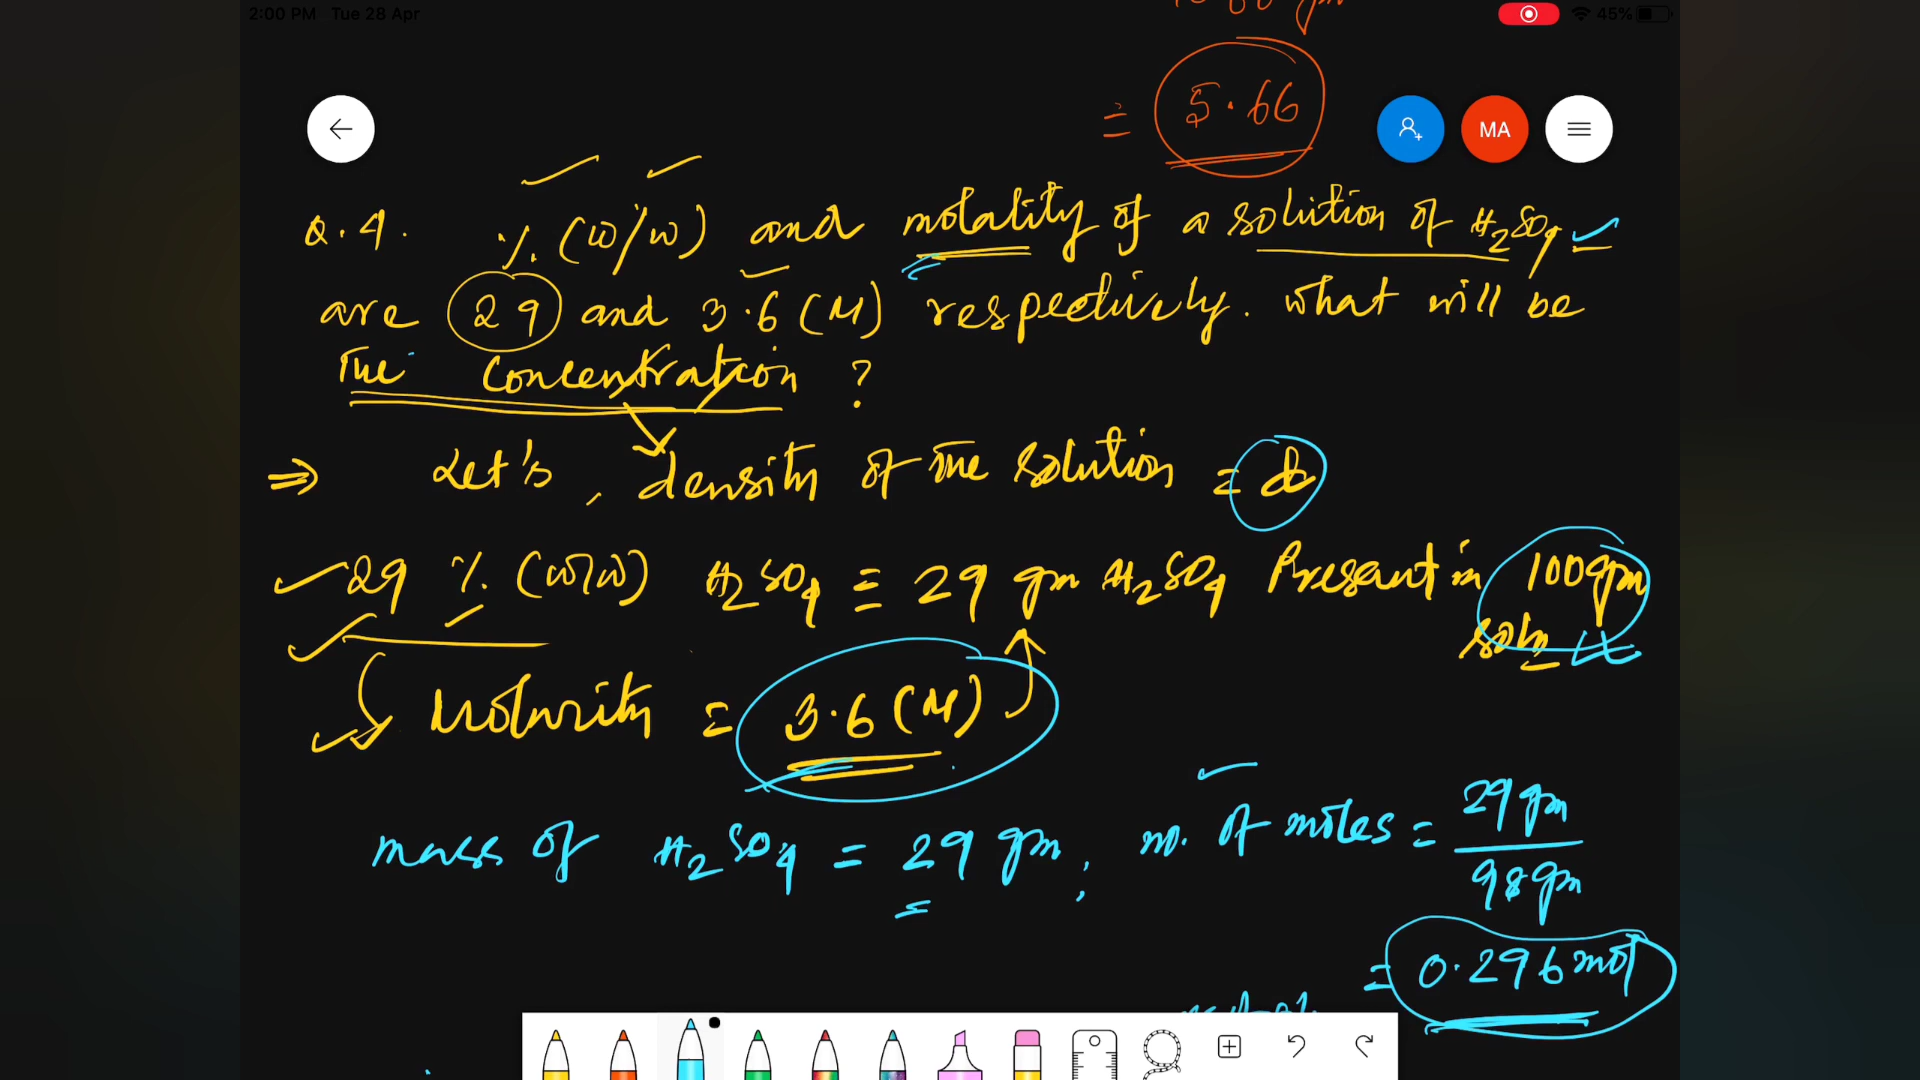 2:00 PM Tue 28 Apr
45%
= 5.66
MA
Q.4. % (w/w) and molality of a solution of H2SO4
are 29 and 3.6 (M) respectively. what will be
The Concentration ?
⇒ Let's, density of the solution = d
29 % (w/w) H2SO4 ≡ 29 gm H2SO4 Present in 100gm
soln
Molarity = 3.6 (M)
mass of H2SO4 = 29 gm; no. of moles = 29 gm
98 gm
= 0.296 mol